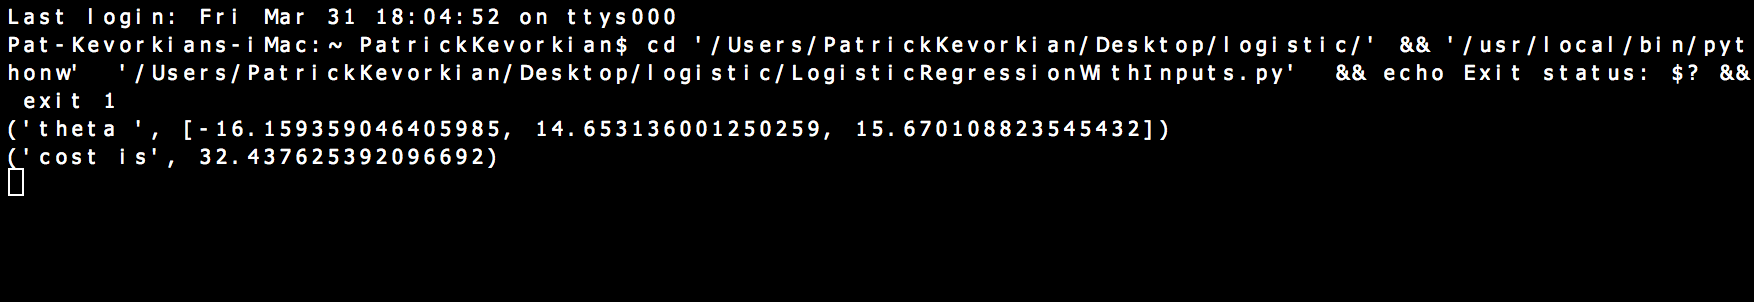 Last login: Fri Mar 31 18:04:52 on ttys000
Pat-Kevorkians-iMac:~ PatrickKevorkian$ cd '/Users/PatrickKevorkian/Desktop/logistic/' && '/usr/local/bin/pyt
honw'  '/Users/PatrickKevorkian/Desktop/logistic/LogisticRegressionWithInputs.py'  && echo Exit status: $? &&
 exit 1
('theta ', [-16.159359046405985, 14.653136001250259, 15.670108823545432])
('cost is', 32.437625392096692)